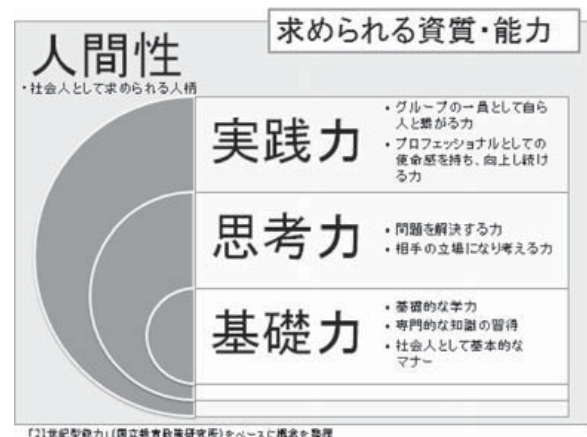 求められる資質・能力
人間性
・社会人として求められる人柄
実践力
・グループの一員として自ら
人と繋がる力
・プロフェッショナルとしての
使命感を持ち、向上し続け
る力
思考力
・問題を解決する力
・相手の立場になり考える力
基礎力
・基礎的な学力
・専門的な知識の習得
・社会人として基本的な
マナー
「21世紀型能力」(国立教育政策研究所)をベースに概念を整理